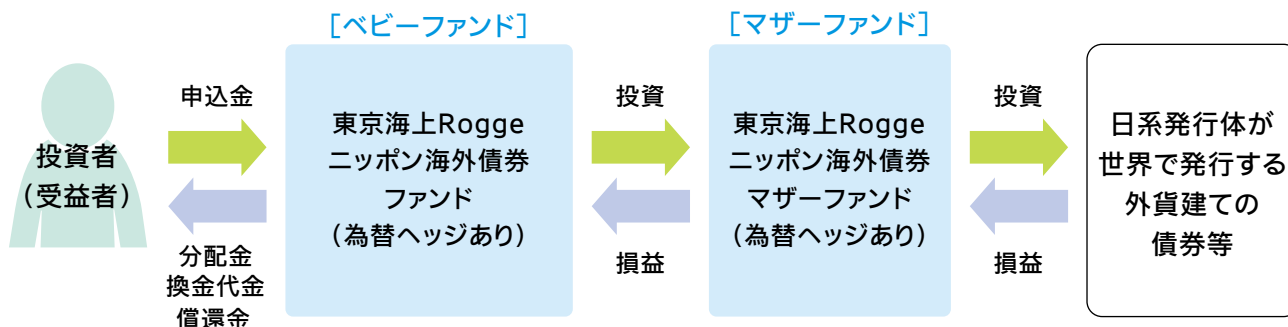 [ベビーファンド]
[マザーファンド]
投資者
(受益者)
申込金
分配金
換金代金
償還金
東京海上Rogge
ニッポン海外債券
ファンド
(為替ヘッジあり)
投資
損益
東京海上Rogge
ニッポン海外債券
マザーファンド
(為替ヘッジあり)
投資
損益
日系発行体が
世界で発行する
外貨建ての
債券等